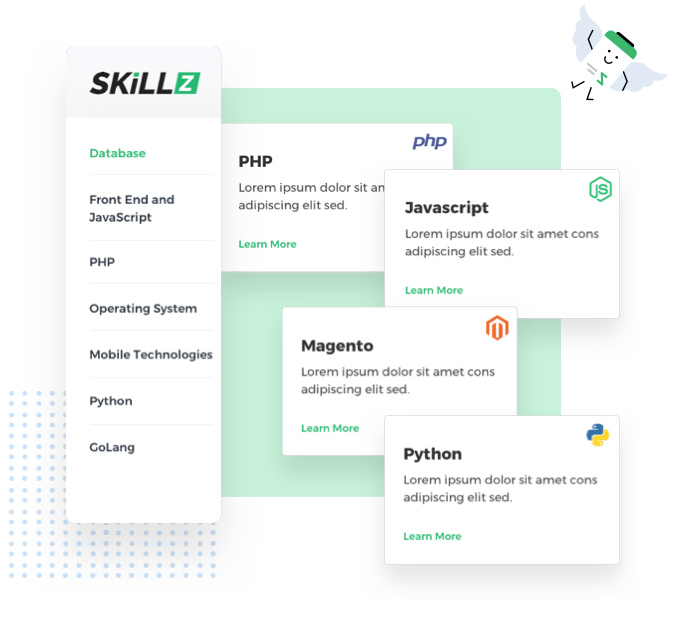 SKiLLZ
Database
Front End and
JavaScript
PHP
Operating System
Mobile Technologies
Python
GoLang
php
PHP
Lorem ipsum dolor sit an
adipiscing elit sed.
Learn More
JS
Javascript
Lorem ipsum dolor sit amet cons
adipiscing elit sed.
Learn More
Magento
Lorem ipsum dolor sit amet cons
adipiscing elit sed.
Learn More
Python
Lorem ipsum dolor sit amet cons
adipiscing elit sed.
Learn More